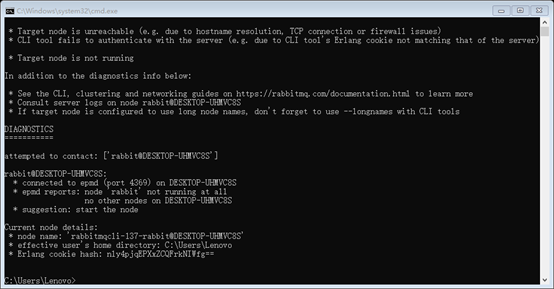 C:\Windows\system32\cmd.exe
* Target node is unreachable (e.g. due to hostname resolution, TCP connection or firewall issues)
* CLI tool fails to authenticate with the server (e.g. due to CLI tool's Erlang cookie not matching that of the server)
* Target node is not running
In addition to the diagnostics info below:
* See the CLI, clustering and networking guides on https://rabbitmq.com/documentation.html to learn more
* Consult server logs on node rabbit@DESKTOP-UHMVC8S
* If target node is configured to use long node names, don't forget to use --longnames with CLI tools
DIAGNOSTICS
===========
attempted to contact: ['rabbit@DESKTOP-UHMVC8S']
rabbit@DESKTOP-UHMVC8S:
* connected to epmd (port 4369) on DESKTOP-UHMVC8S
* epmd reports: node 'rabbit' not running at all
no other nodes on DESKTOP-UHMVC8S
* suggestion: start the node
Current node details:
* node name: 'rabbitmqcli-137-rabbit@DESKTOP-UHMVC8S'
* effective user's home directory: C:\Users\Lenovo
* Erlang cookie hash:
C:\Users\Lenovo>